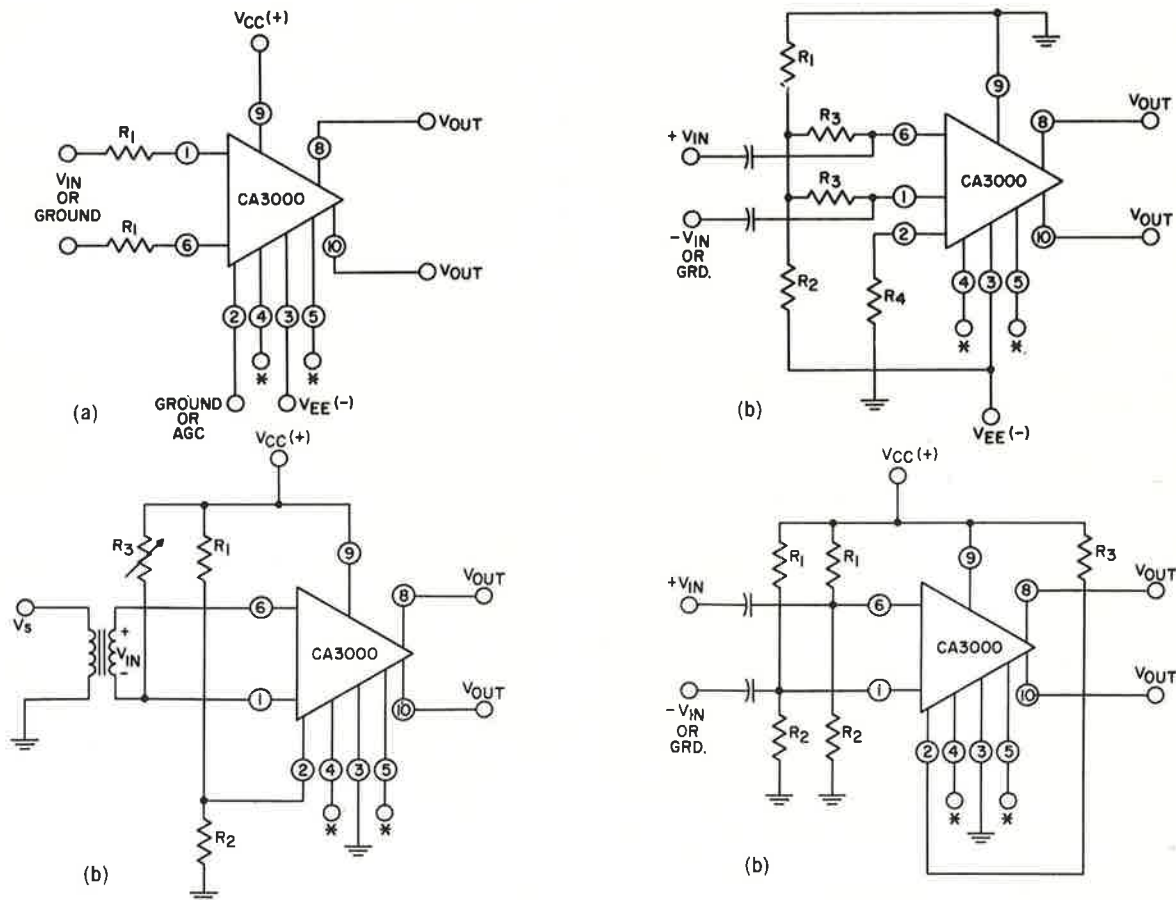 VCC(+)
9
R1
1
8
VOUT
VIN
OR
GROUND
CA3000
R1
6
10
VOUT
2
4
3
5
*
*
(a)
GROUND
OR
AGC
VEE(-)
R1
9
R3
6
8
VOUT
+ VIN
R3
1
CA3000
-VIN
OR
GRD.
2
10
VOUT
R2
R4
4
3
5
*
*
(b)
VEE(-)
VCC(+)
R3
R1
9
VS
+
VIN
-
6
8
VOUT
CA3000
1
10
VOUT
2
4
3
5
*
*
R2
(b)
VCC(+)
R1
R1
9
R3
+VIN
6
8
VOUT
CA3000
1
10
VOUT
-VIN
OR
GRD.
R2
R2
2
4
3
5
*
*
(b)